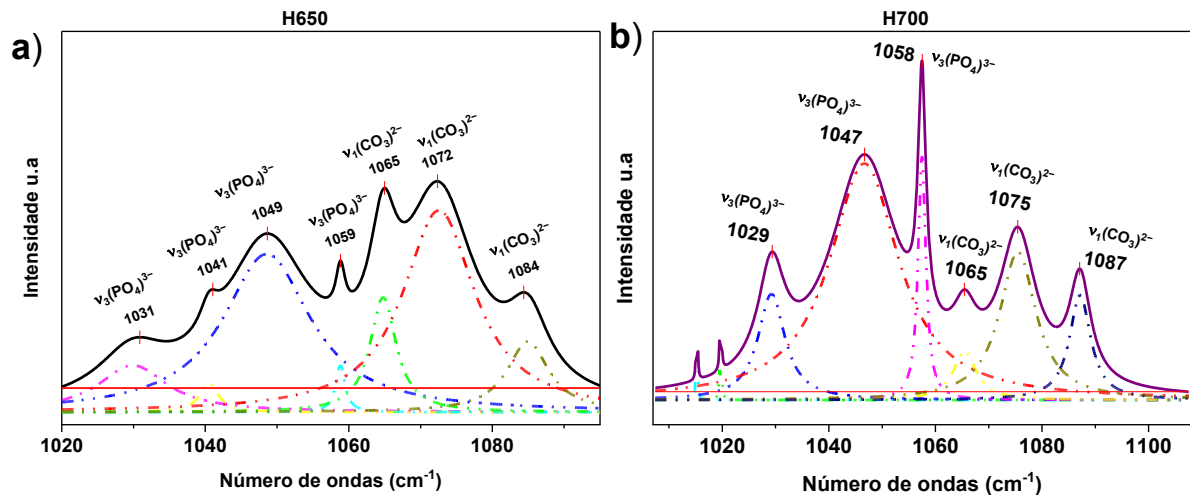 H650
a)
ν₃(PO₄)³⁻
1031
ν₃(PO₄)³⁻
1041
ν₃(PO₄)³⁻
1049
ν₃(PO₄)³⁻
1059
ν₁(CO₃)²⁻
1065
ν₁(CO₃)²⁻
1072
ν₁(CO₃)²⁻
1084
Intensidade u.a
1020 1040 1060 1080
Número de ondas (cm⁻¹)
H700
b)
ν₃(PO₄)³⁻
1029
ν₃(PO₄)³⁻
1047
1058 ν₃(PO₄)³⁻
ν₁(CO₃)²⁻
1065
ν₁(CO₃)²⁻
1075
ν₁(CO₃)²⁻
1087
Intensidade u.a
1020 1040 1060 1080 1100
Número de ondas (cm⁻¹)